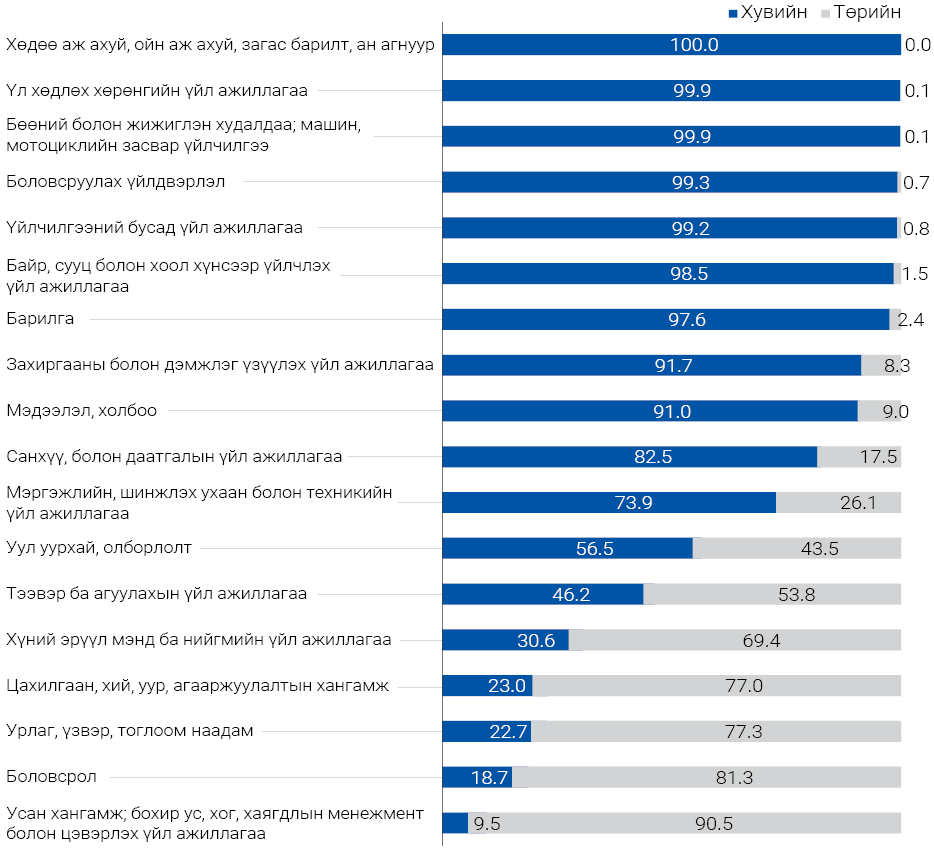 Хувийн Төрийн
Хөдөө аж ахуй, ойн аж ахуй, загас барилт, ан агнуур 100.0 0.0
Үл хөдлөх хөрөнгийн үйл ажиллагаа 99.9 0.1
Бөөний болон жижиглэн худалдаа; машин,
мотоциклийн засвар үйлчилгээ 99.9 0.1
Боловсруулах үйлдвэрлэл 99.3 0.7
Үйлчилгээний бусад үйл ажиллагаа 99.2 0.8
Байр, сууц болон хоол хүнсээр үйлчлэх
үйл ажиллагаа 98.5 1.5
Барилга 97.6 2.4
Захиргааны болон дэмжлэг үзүүлэх үйл ажиллагаа 91.7 8.3
Мэдээлэл, холбоо 91.0 9.0
Санхүү, болон даатгалын үйл ажиллагаа 82.5 17.5
Мэргэжлийн, шинжлэх ухаан болон техникийн
үйл ажиллагаа 73.9 26.1
Уул уурхай, олборлолт 56.5 43.5
Тээвэр ба агуулахын үйл ажиллагаа 46.2 53.8
Хүний эрүүл мэнд ба нийгмийн үйл ажиллагаа 30.6 69.4
Цахилгаан, хий, уур, агааржуулалтын хангамж 23.0 77.0
Урлаг, үзвэр, тоглоом наадам 22.7 77.3
Боловсрол 18.7 81.3
Усан хангамж; бохир ус, хог, хаягдлын менежмент
болон цэвэрлэх үйл ажиллагаа 9.5 90.5